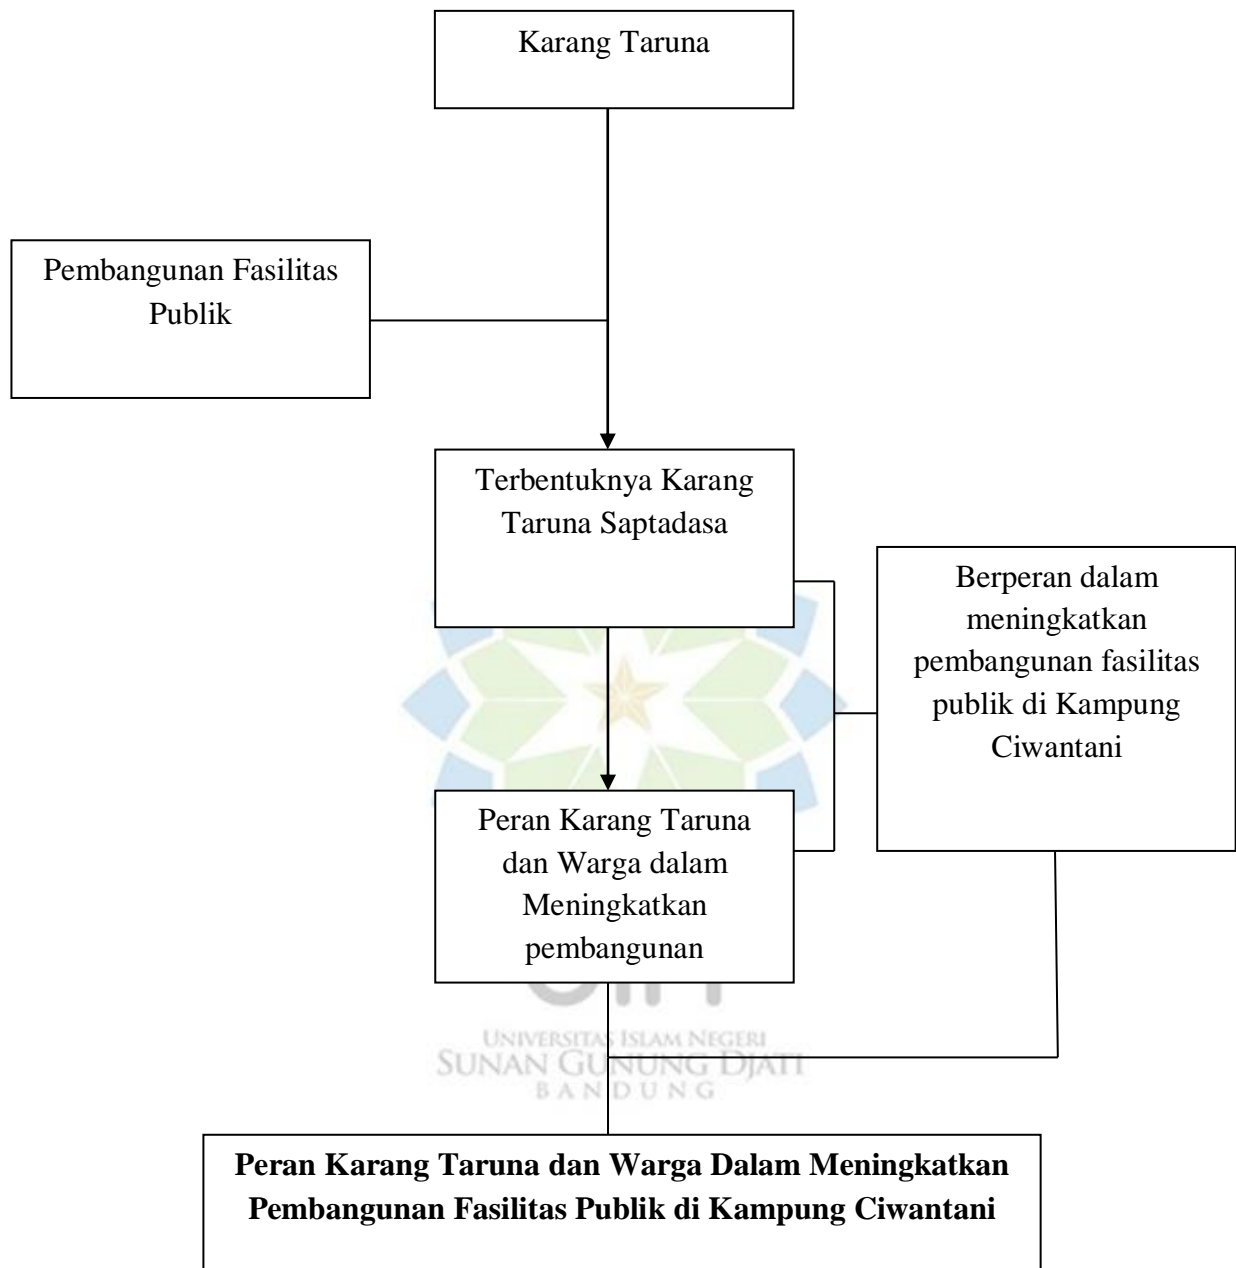 Karang Taruna
Pembangunan Fasilitas
Publik
Terbentuknya Karang
Taruna Saptadasa
Berperan dalam
meningkatkan
pembangunan fasilitas
publik di Kampung
Ciwantani
Peran Karang Taruna
dan Warga dalam
Meningkatkan
pembangunan
UNIVERSITAS ISLAM NEGERI
SUNAN GUNUNG DJATI
BANDUNG
Peran Karang Taruna dan Warga Dalam Meningkatkan
Pembangunan Fasilitas Publik di Kampung Ciwantani